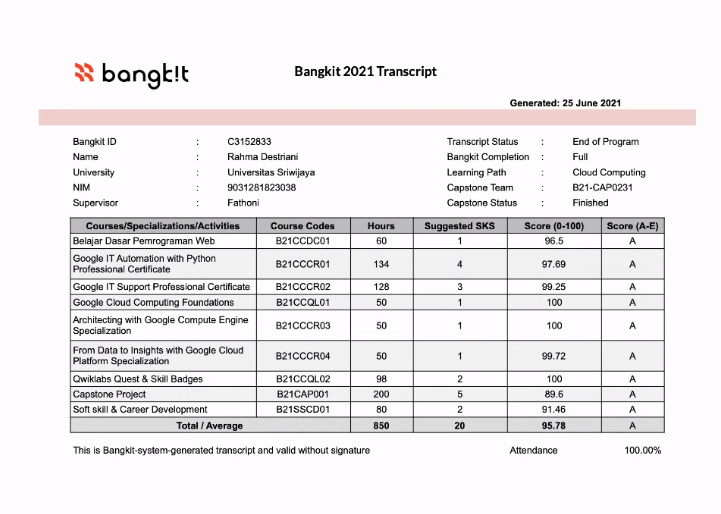 bangk!t
Bangkit 2021 Transcript
Generated: 25 June 2021
Bangkit ID : C3152833 Transcript Status : End of Program
Name : Rahma Destriani Bangkit Completion : Full
University : Universitas Sriwijaya Learning Path : Cloud Computing
NIM : 9031281823038 Capstone Team : B21-CAP0231
Supervisor : Fathoni Capstone Status : Finished
Courses/Specializations/Activities Course Codes Hours Suggested SKS Score (0-100) Score (A-E)
Belajar Dasar Pemrograman Web B21CCDC01 60 1 96.5 A
Google IT Automation with Python
Professional Certificate B21CCCR01 134 4 97.69 A
Google IT Support Professional Certificate B21CCCR02 128 3 99.25 A
Google Cloud Computing Foundations B21CCQL01 50 1 100 A
Architecting with Google Compute Engine
Specialization B21CCCR03 50 1 100 A
From Data to Insights with Google Cloud
Platform Specialization B21CCCR04 50 1 99.72 A
Qwiklabs Quest & Skill Badges B21CCQL02 98 2 100 A
Capstone Project B21CAP001 200 5 89.6 A
Soft skill & Career Development B21SSCD01 80 2 91.46 A
Total / Average 850 20 95.78 A
This is Bangkit-system-generated transcript and valid without signature Attendance 100.00%